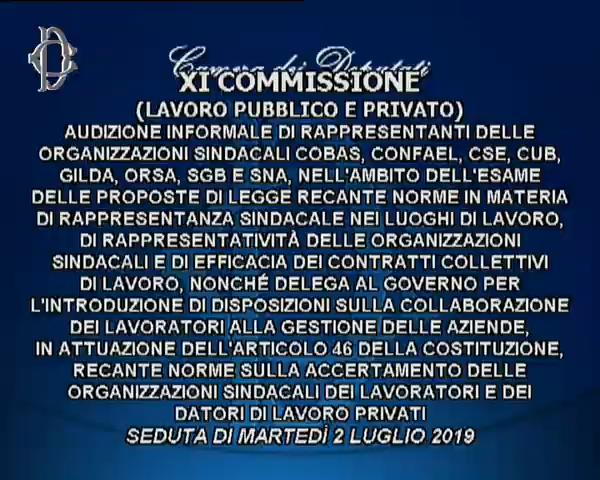 Camera dei Deputati
XI COMMISSIONE
(LAVORO PUBBLICO E PRIVATO)
AUDIZIONE INFORMALE DI RAPPRESENTANTI DELLE
ORGANIZZAZIONI SINDACALI COBAS, CONFAEL, CSE, CUB,
GILDA, ORSA, SGB E SNA, NELL'AMBITO DELL'ESAME
DELLE PROPOSTE DI LEGGE RECANTE NORME IN MATERIA
DI RAPPRESENTANZA SINDACALE NEI LUOGHI DI LAVORO,
DI RAPPRESENTATIVITÀ DELLE ORGANIZZAZIONI
SINDACALI E DI EFFICACIA DEI CONTRATTI COLLETTIVI
DI LAVORO, NONCHÉ DELEGA AL GOVERNO PER
L'INTRODUZIONE DI DISPOSIZIONI SULLA COLLABORAZIONE
DEI LAVORATORI ALLA GESTIONE DELLE AZIENDE,
IN ATTUAZIONE DELL'ARTICOLO 46 DELLA COSTITUZIONE,
RECANTE NORME SULLA ACCERTAMENTO DELLE
ORGANIZZAZIONI SINDACALI DEI LAVORATORI E DEI
DATORI DI LAVORO PRIVATI
SEDUTA DI MARTEDÌ 2 LUGLIO 2019